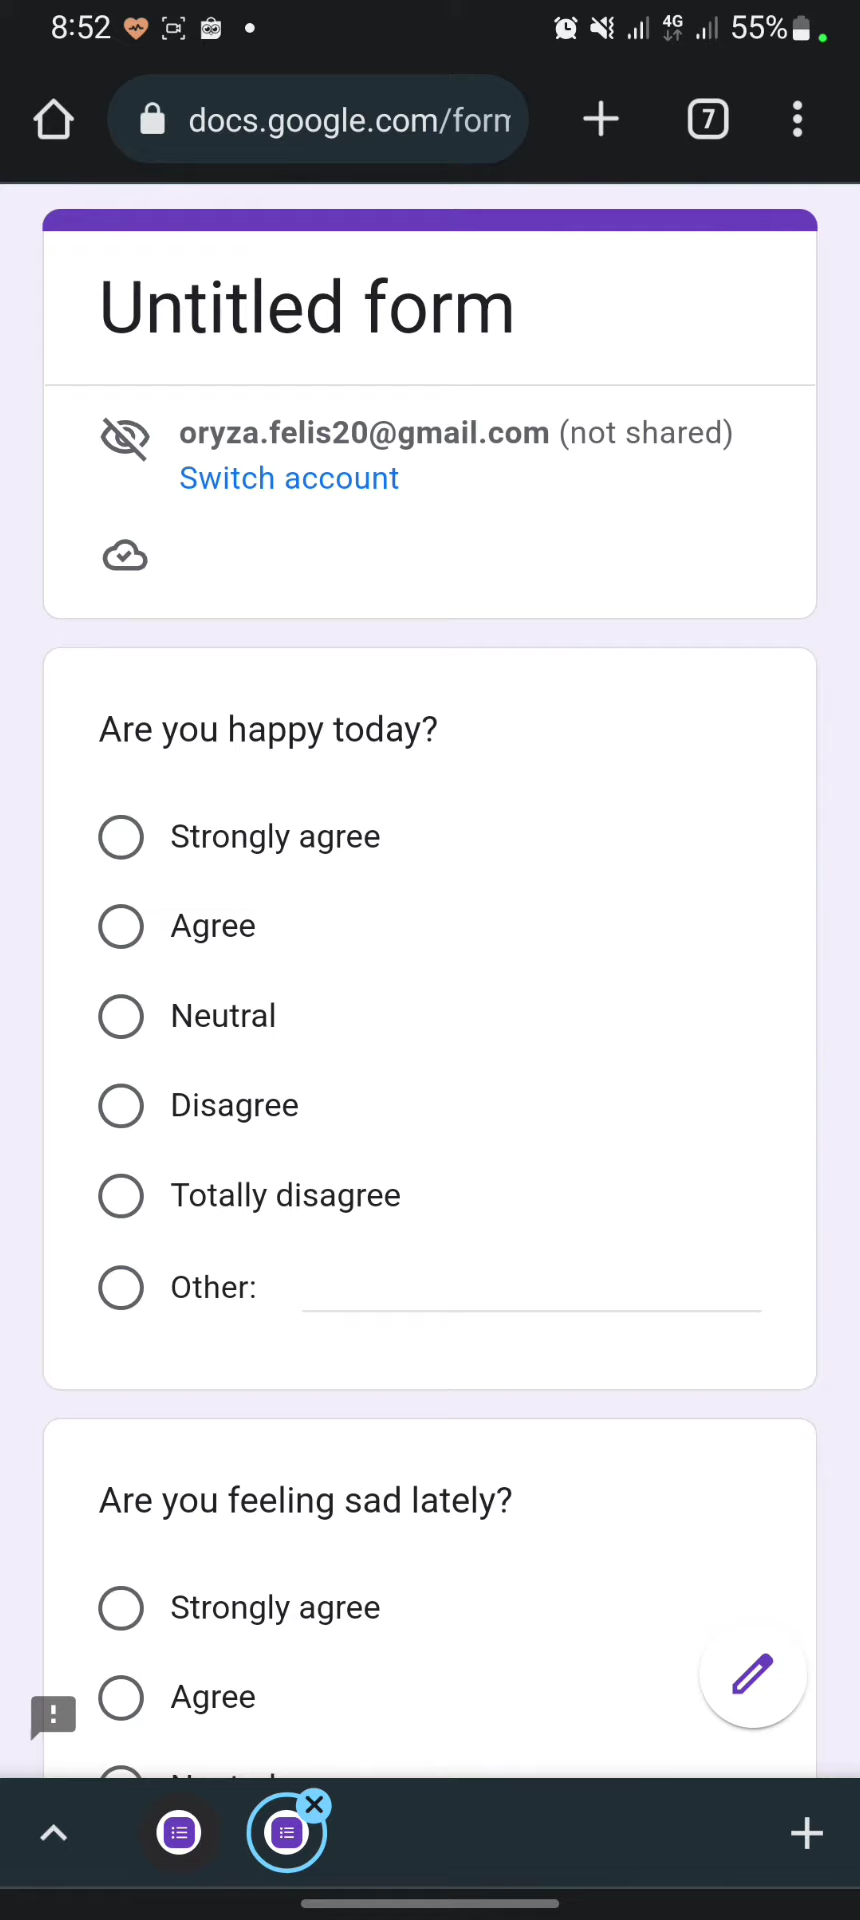 8:52
4G
55%
docs.google.com/form
7
Untitled form
oryza.felis20@gmail.com (not shared)
Switch account
Are you happy today?
Strongly agree
Agree
Neutral
Disagree
Totally disagree
Other:
Are you feeling sad lately?
Strongly agree
Agree